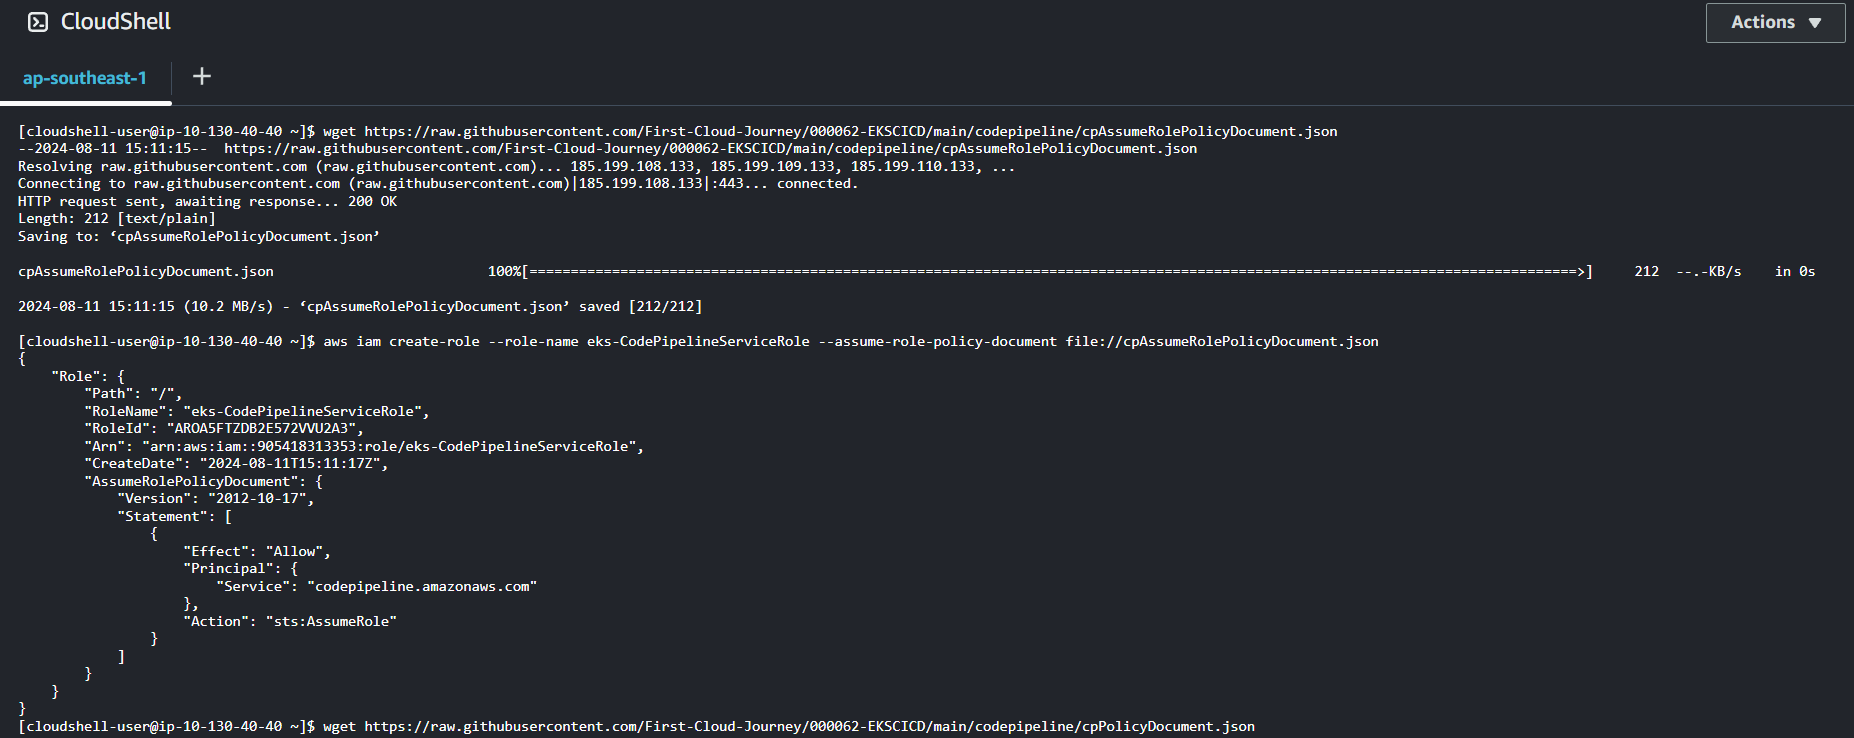 CloudShell
Actions ▼
ap-southeast-1 +
[cloudshell-user@ip-10-130-40-40 ~]$ wget https://raw.githubusercontent.com/First-Cloud-Journey/000062-EKSCICD/main/codepipeline/cpAssumeRolePolicyDocument.json
--2024-08-11 15:11:15--  https://raw.githubusercontent.com/First-Cloud-Journey/000062-EKSCICD/main/codepipeline/cpAssumeRolePolicyDocument.json
Resolving raw.githubusercontent.com (raw.githubusercontent.com)... 185.199.108.133, 185.199.109.133, 185.199.110.133, ...
Connecting to raw.githubusercontent.com (raw.githubusercontent.com)|185.199.108.133|:443... connected.
HTTP request sent, awaiting response... 200 OK
Length: 212 [text/plain]
Saving to: ‘cpAssumeRolePolicyDocument.json’
cpAssumeRolePolicyDocument.json 100%[===============================================================================================================================>] 212 --.-KB/s in 0s
2024-08-11 15:11:15 (10.2 MB/s) - ‘cpAssumeRolePolicyDocument.json’ saved [212/212]
[cloudshell-user@ip-10-130-40-40 ~]$ aws iam create-role --role-name eks-CodePipelineServiceRole --assume-role-policy-document file://cpAssumeRolePolicyDocument.json
{
    "Role": {
        "Path": "/",
        "RoleName": "eks-CodePipelineServiceRole",
        "RoleId": "AROA5FTZDB2E572VVU2A3",
        "Arn": "arn:aws:iam::905418313353:role/eks-CodePipelineServiceRole",
        "CreateDate": "2024-08-11T15:11:17Z",
        "AssumeRolePolicyDocument": {
            "Version": "2012-10-17",
            "Statement": [
                {
                    "Effect": "Allow",
                    "Principal": {
                        "Service": "codepipeline.amazonaws.com"
                    },
                    "Action": "sts:AssumeRole"
                }
            ]
        }
    }
}
[cloudshell-user@ip-10-130-40-40 ~]$ wget https://raw.githubusercontent.com/First-Cloud-Journey/000062-EKSCICD/main/codepipeline/cpPolicyDocument.json